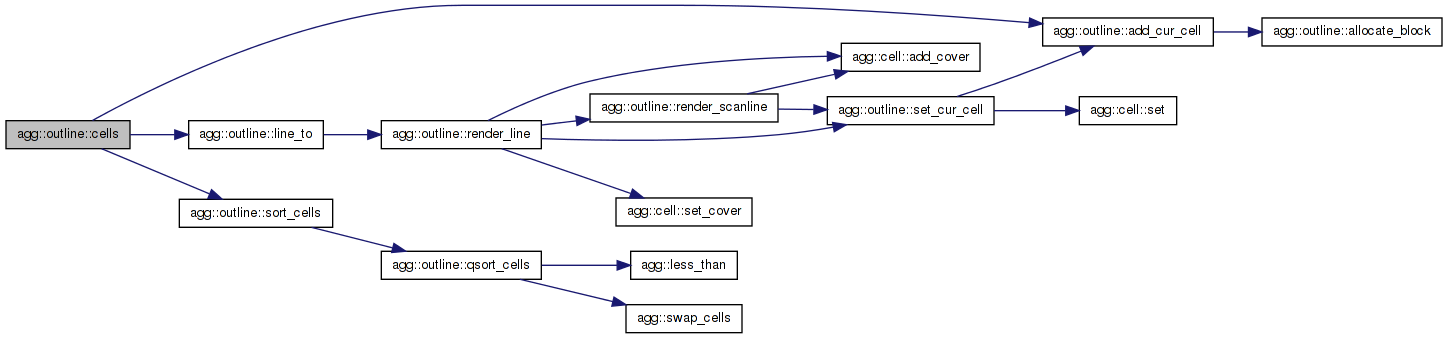 agg::outline::cells
agg::outline::add_cur_cell
agg::outline::allocate_block
agg::outline::line_to
agg::outline::render_line
agg::cell::add_cover
agg::outline::render_scanline
agg::outline::set_cur_cell
agg::cell::set
agg::cell::set_cover
agg::outline::sort_cells
agg::outline::qsort_cells
agg::less_than
agg::swap_cells